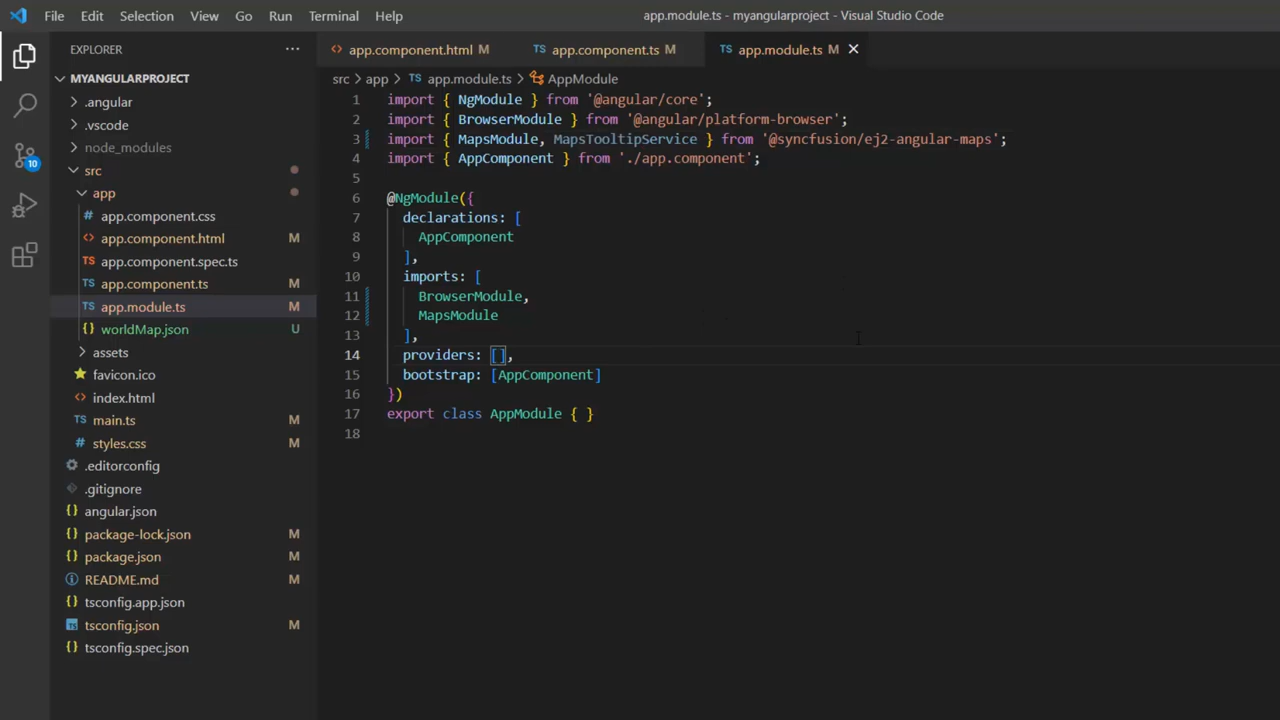 File Edit Selection View Go Run Terminal Help app.module.ts - myangularproject - Visual Studio Code
EXPLORER
app.component.html M app.component.ts M app.module.ts M
MYANGULARPROJECT
src > app > app.module.ts > AppModule
.angular
.vscode
node_modules
10
src
app
app.component.css
app.component.html M
app.component.spec.ts
app.component.ts M
app.module.ts M
worldMap.json U
assets
favicon.ico
index.html
main.ts M
styles.css M
.editorconfig
.gitignore
angular.json
package-lock.json M
package.json M
README.md M
tsconfig.app.json
tsconfig.json M
tsconfig.spec.json
1 import { NgModule } from '@angular/core';
2 import { BrowserModule } from '@angular/platform-browser';
3 import { MapsModule, MapsTooltipService } from '@syncfusion/ej2-angular-maps';
4 import { AppComponent } from './app.component';
5
6 @NgModule({
7 declarations: [
8 AppComponent
9 ],
10 imports: [
11 BrowserModule,
12 MapsModule
13 ],
14 providers: [],
15 bootstrap: [AppComponent]
16 })
17 export class AppModule { }
18